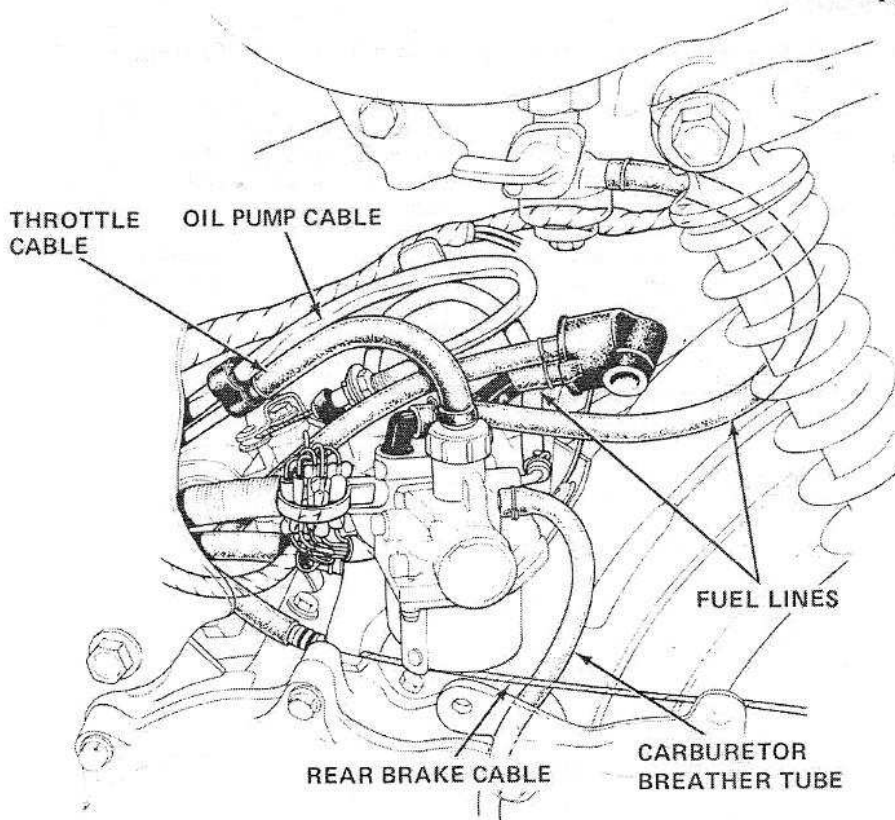 THROTTLE
CABLE
OIL PUMP CABLE
FUEL LINES
REAR BRAKE CABLE
CARBURETOR
BREATHER TUBE